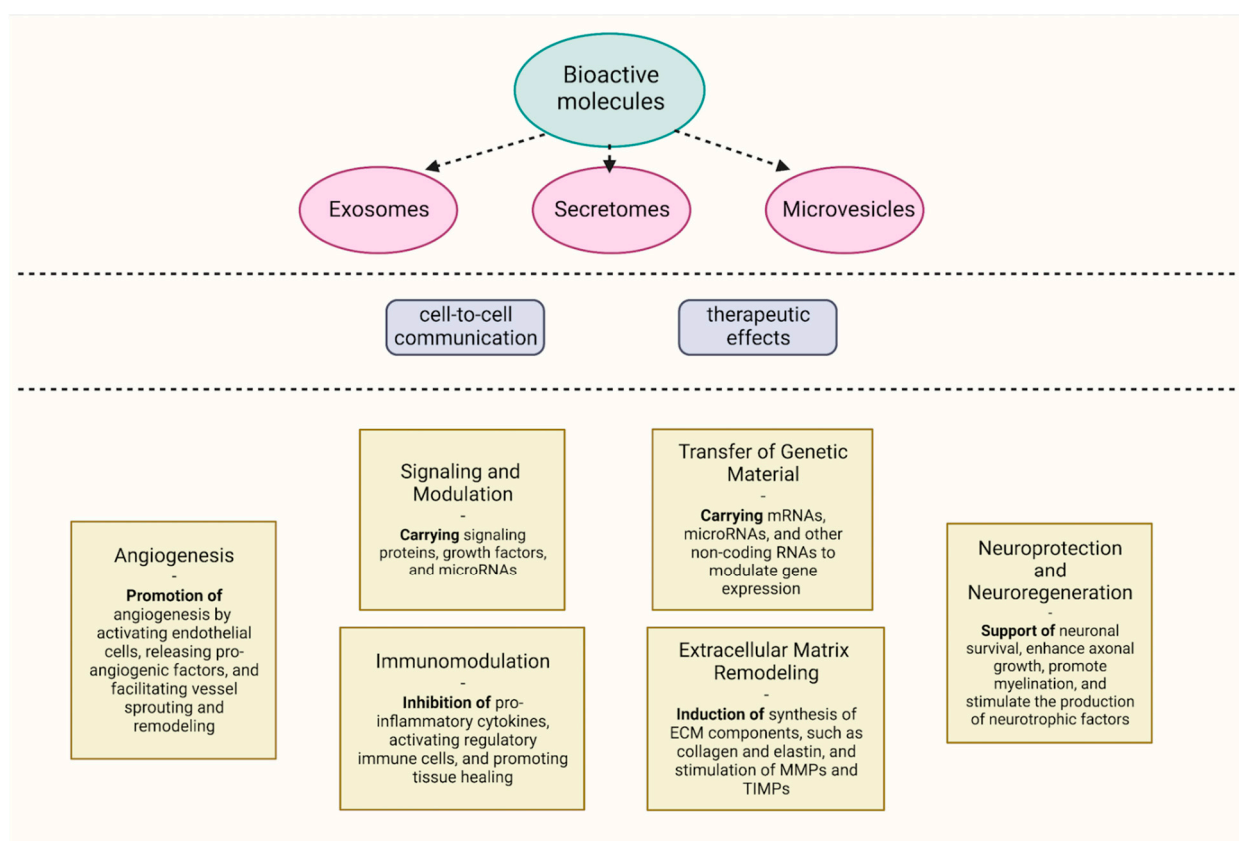 Bioactive
molecules
Exosomes
Secretomes
Microvesicles
cell-to-cell
communication
therapeutic
effects
Angiogenesis
-
Promotion of
angiogenesis by
activating endothelial
cells, releasing pro-
angiogenic factors, and
facilitating vessel
sprouting and
remodeling
Signaling and
Modulation
-
Carrying signaling
proteins, growth factors,
and microRNAs
Transfer of Genetic
Material
-
Carrying mRNAs,
microRNAs, and other
non-coding RNAs to
modulate gene
expression
Immunomodulation
-
Inhibition of pro-
inflammatory cytokines,
activating regulatory
immune cells, and promoting
tissue healing
Extracellular Matrix
Remodeling
-
Induction of synthesis of
ECM components, such as
collagen and elastin, and
stimulation of MMPs and
TIMPs
Neuroprotection
and
Neuroregeneration
-
Support of neuronal
survival, enhance axonal
growth, promote
myelination, and
stimulate the production
of neurotrophic factors